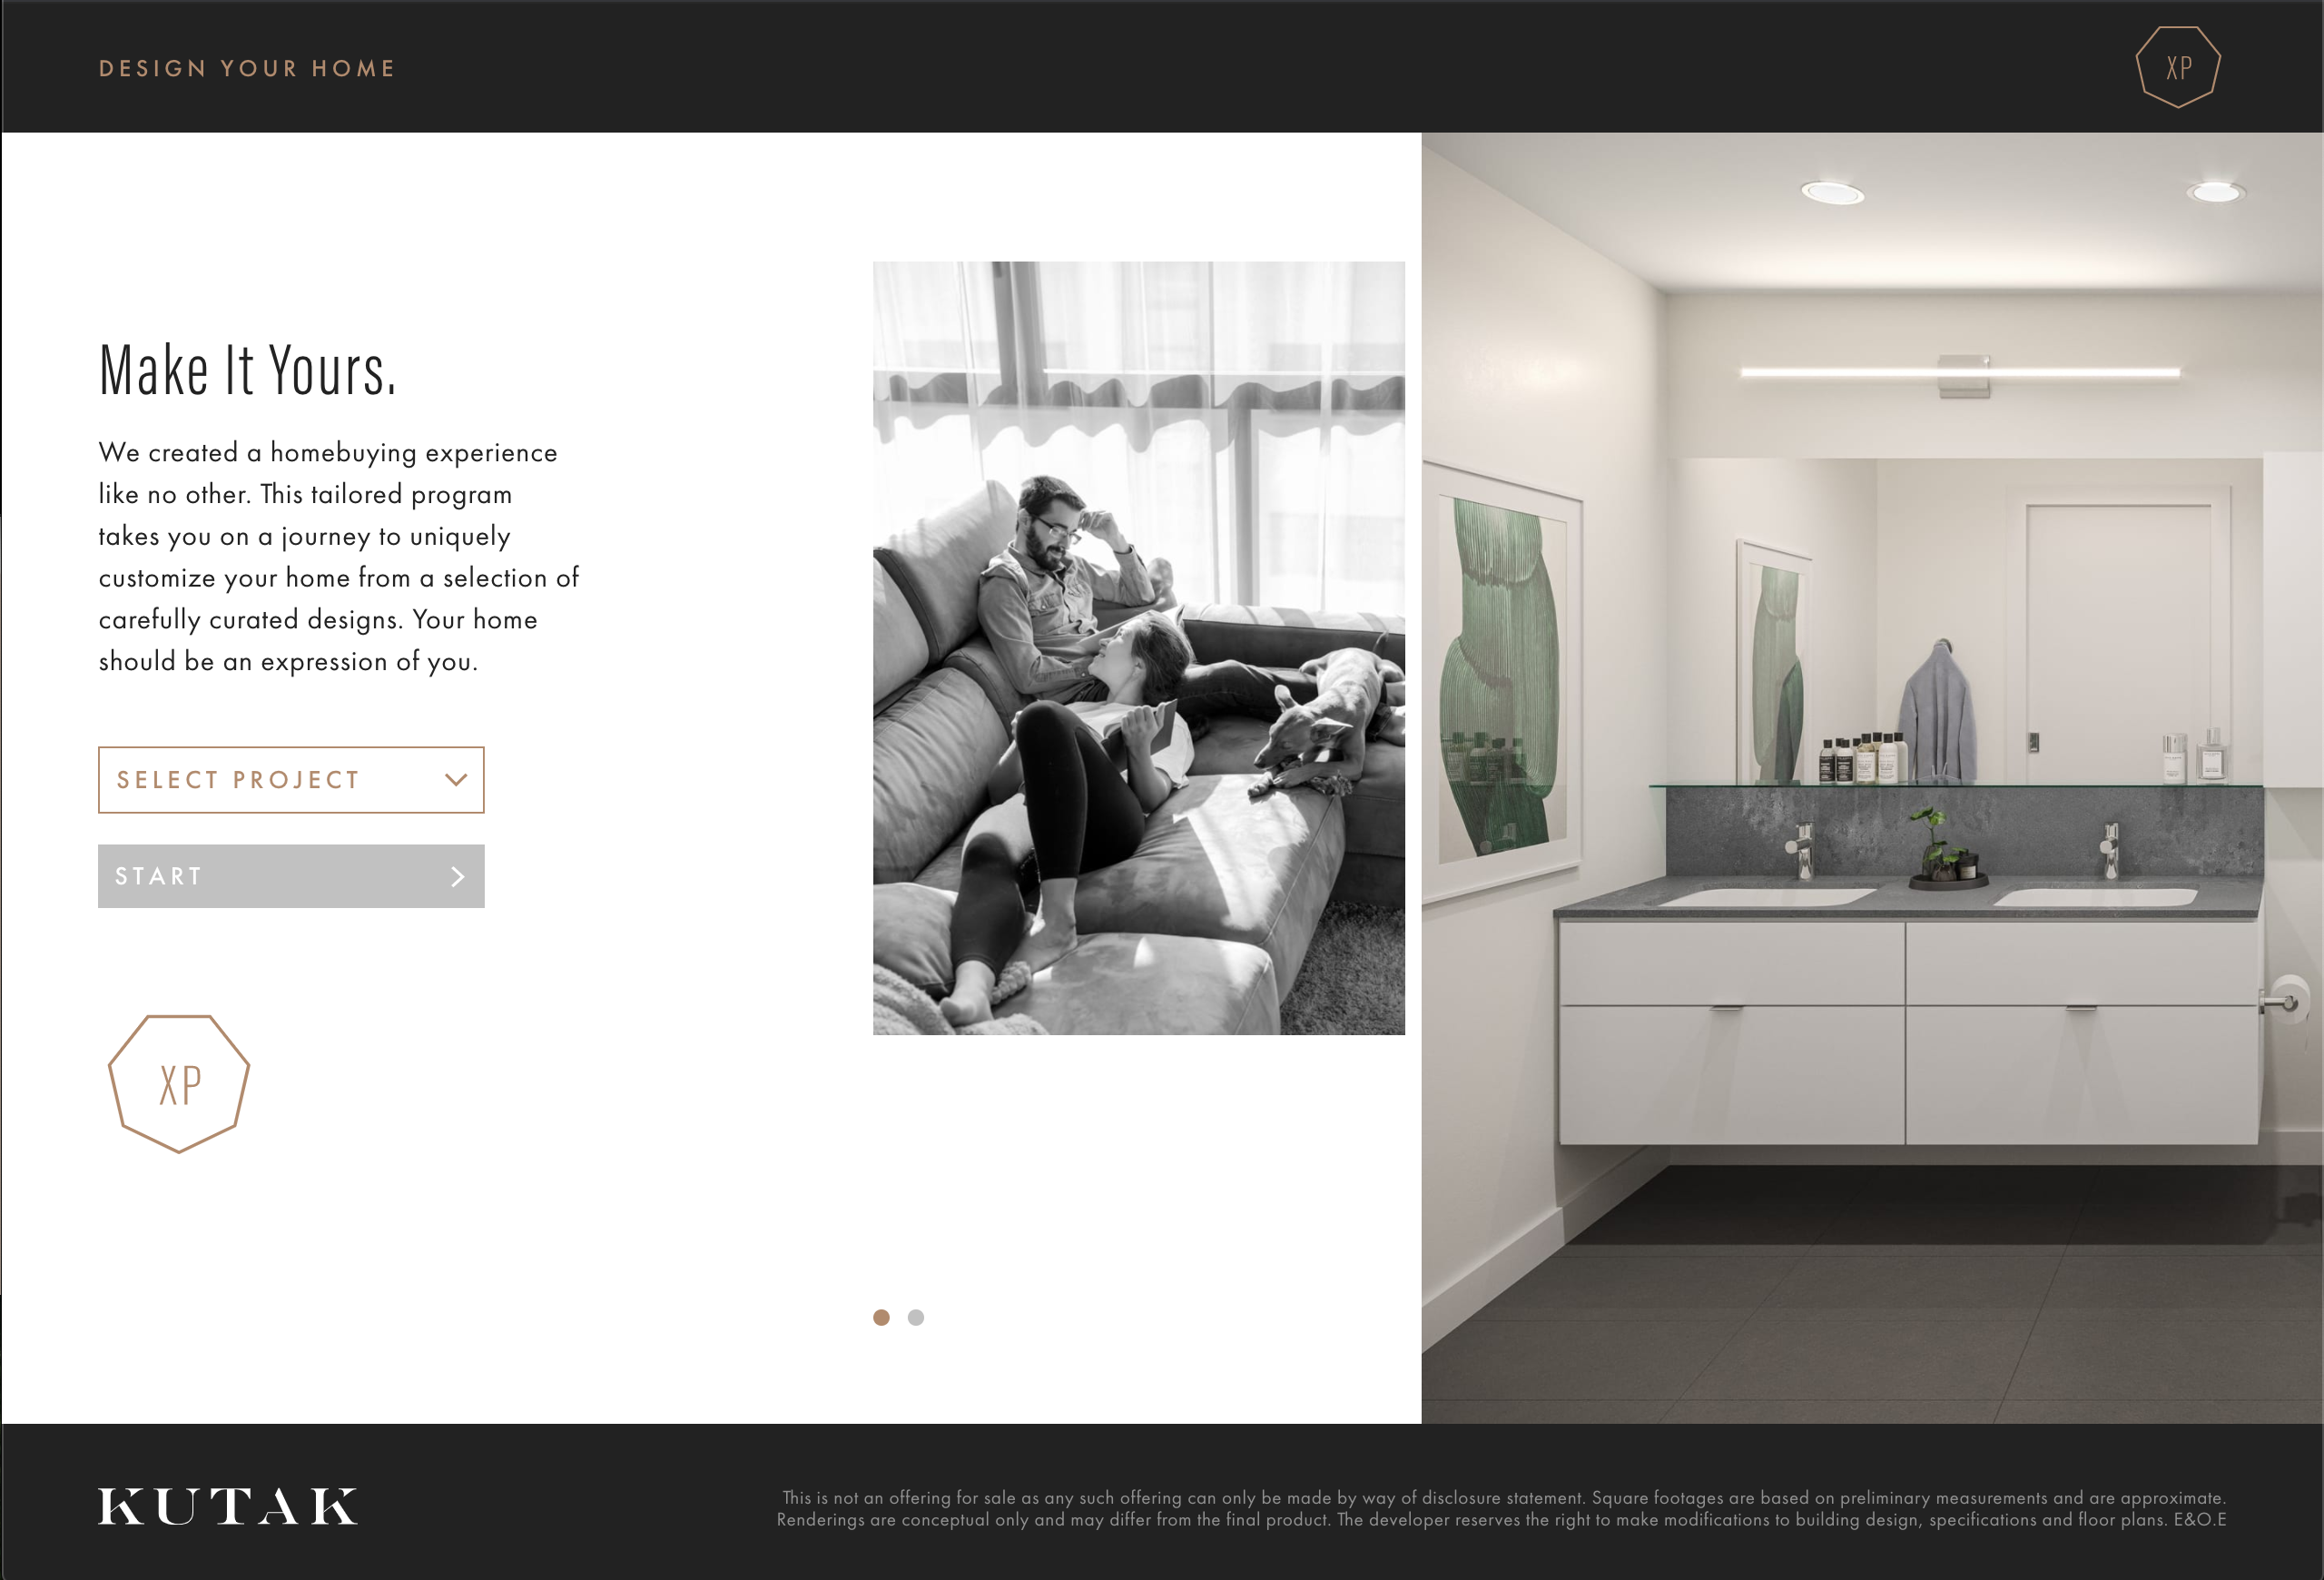 DESIGN YOUR HOME
XP
Make It Yours.
We created a homebuying experience
like no other. This tailored program
takes you on a journey to uniquely
customize your home from a selection of
carefully curated designs. Your home
should be an expression of you.
SELECT PROJECT
START
XP
KUTAK
This is not an offering for sale as any such offering can only be made by way of disclosure statement. Square footages are based on preliminary measurements and are approximate.
Renderings are conceptual only and may differ from the final product. The developer reserves the right to make modifications to building design, specifications and floor plans. E&O.E